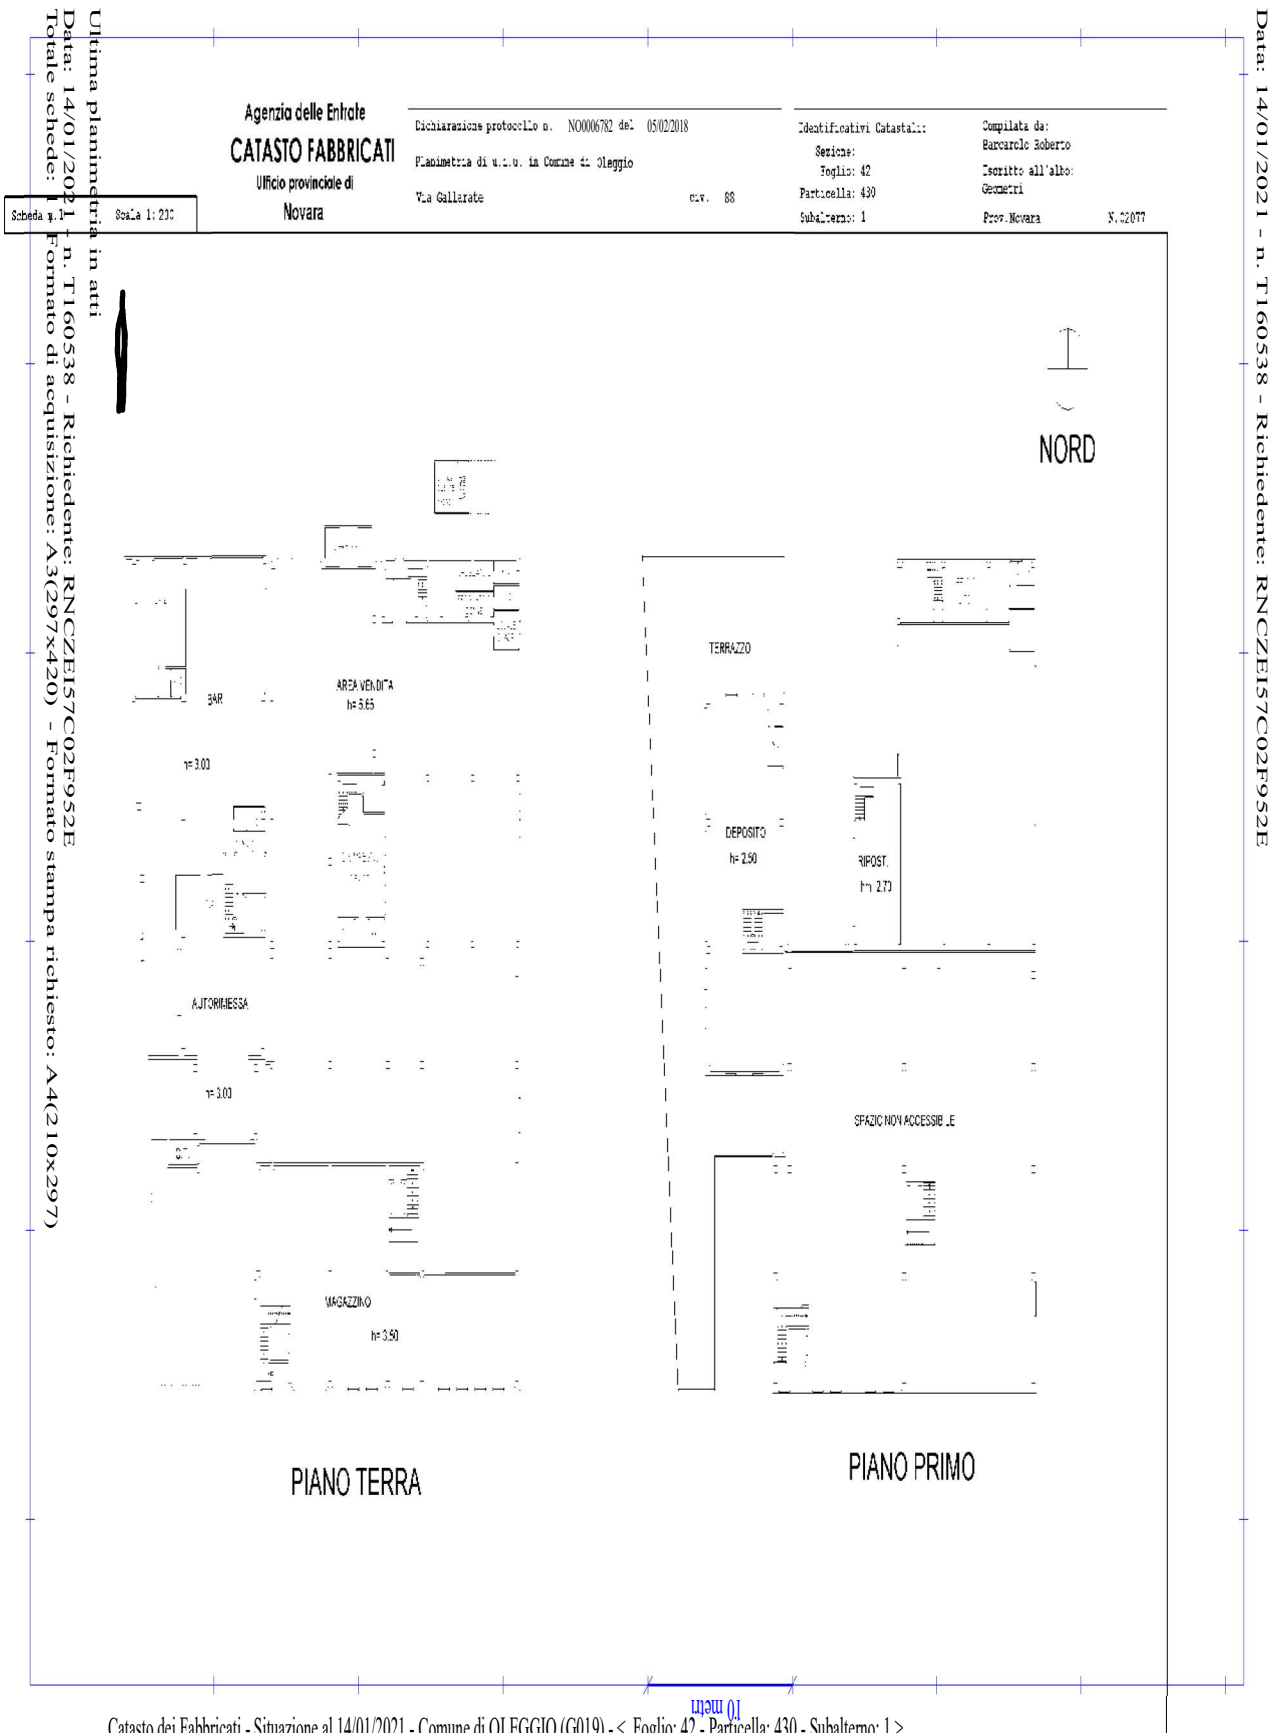 Data: 14/01/2021 - n. T160538 - Richiedente: RNCZEI57C02F952E
Ultima planimetria in atti
Data: 14/01/2021 - n. T160538 - Richiedente: RNCZEI57C02F952E
Totale schede: 1 - Formato di acquisizione: A3(297x420) - Formato stampa richiesto: A4(210x297)
Agenzia delle Entrate
CATASTO FABBRICATI
Ufficio provinciale di
Novara
Dichiarazione protocollo n. NO0006782 del 05/02/2018
Planimetria di u.i.u. in Comune di Oleggio
Via Gallarate civ. 88
Identificativi Catastali:
Sezione:
Foglio: 42
Particella: 430
Subalterno: 1
Compilata da:
Barcarolo Roberto
Iscritto all'albo:
Geometri
Prov. Novara N. 02077
Scheda n. 1 Scala 1: 200
NORD
BAR
h= 3.00
AREA VENDITA
AUTORIMESSA
h= 3.00
MAGAZZINO
TERRAZZO
DEPOSITO
h= 2.50
RIPOST.
hm 2.70
SPAZIO NON ACCESSIBILE
PIANO TERRA
PIANO PRIMO
10 metri
Catasto dei Fabbricati - Situazione al 14/01/2021 - Comune di OLEGGIO (G019) - < Foglio: 42 - Particella: 430 - Subalterno: 1 >